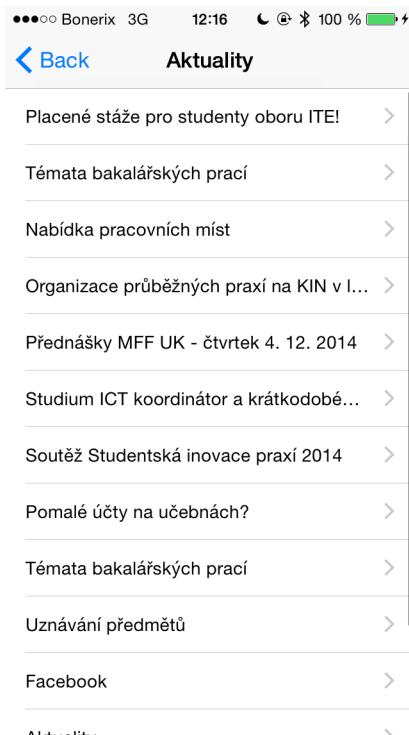 Bonerix 3G 12:16 100 %
Back Aktuality
Placené stáže pro studenty oboru ITE!
Témata bakalářských prací
Nabídka pracovních míst
Organizace průběžných praxí na KIN v l...
Přednášky MFF UK - čtvrtek 4. 12. 2014
Studium ICT koordinátor a krátkodobé...
Soutěž Studentská inovace praxí 2014
Pomalé účty na učebnách?
Témata bakalářských prací
Uznávání předmětů
Facebook
Aktuality